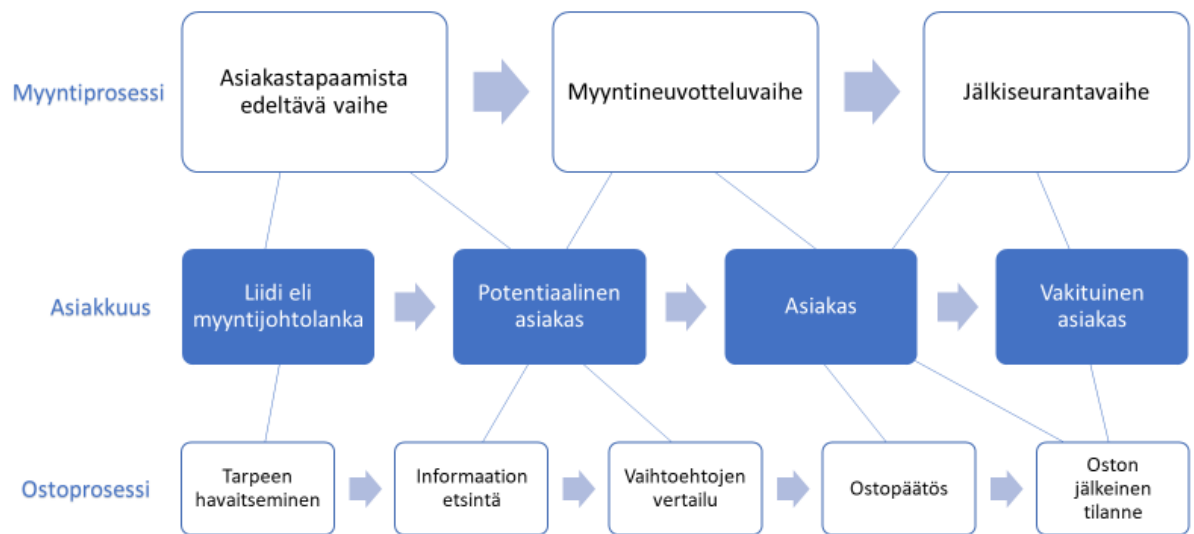 Myyntiprosessi
Asiakastapaamista
edeltävä vaihe
Myyntineuvotteluvaihe
Jälkiseurantavaihe
Asiakkuus
Liidi eli
myyntijohtolanka
Potentiaalinen
asiakas
Asiakas
Vakituinen
asiakas
Ostoprosessi
Tarpeen
havaitseminen
Informaation
etsintä
Vaihtoehtojen
vertailu
Ostopäätös
Oston
jälkeinen
tilanne